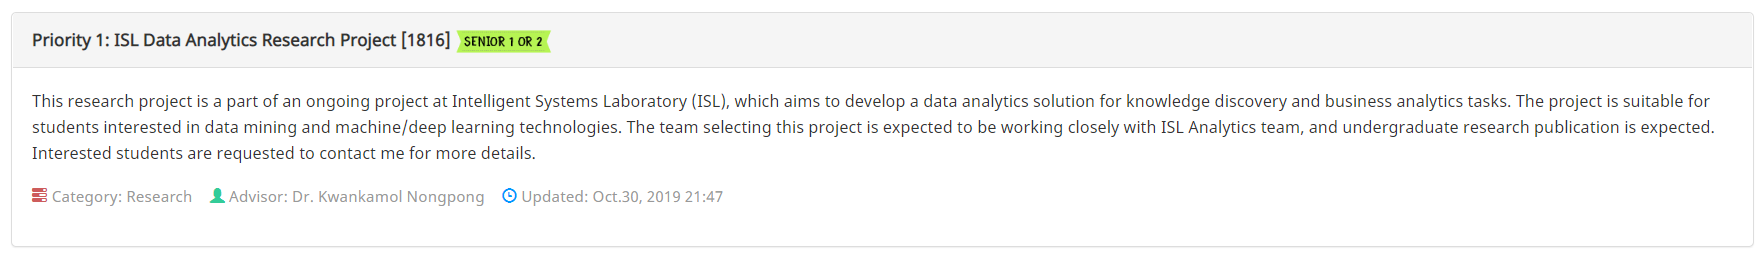 Priority 1: ISL Data Analytics Research Project [1816] SENIOR 1 OR 2
This research project is a part of an ongoing project at Intelligent Systems Laboratory (ISL), which aims to develop a data analytics solution for knowledge discovery and business analytics tasks. The project is suitable for
students interested in data mining and machine/deep learning technologies. The team selecting this project is expected to be working closely with ISL Analytics team, and undergraduate research publication is expected.
Interested students are requested to contact me for more details.
Category: Research Advisor: Dr. Kwankamol Nongpong Updated: Oct.30, 2019 21:47